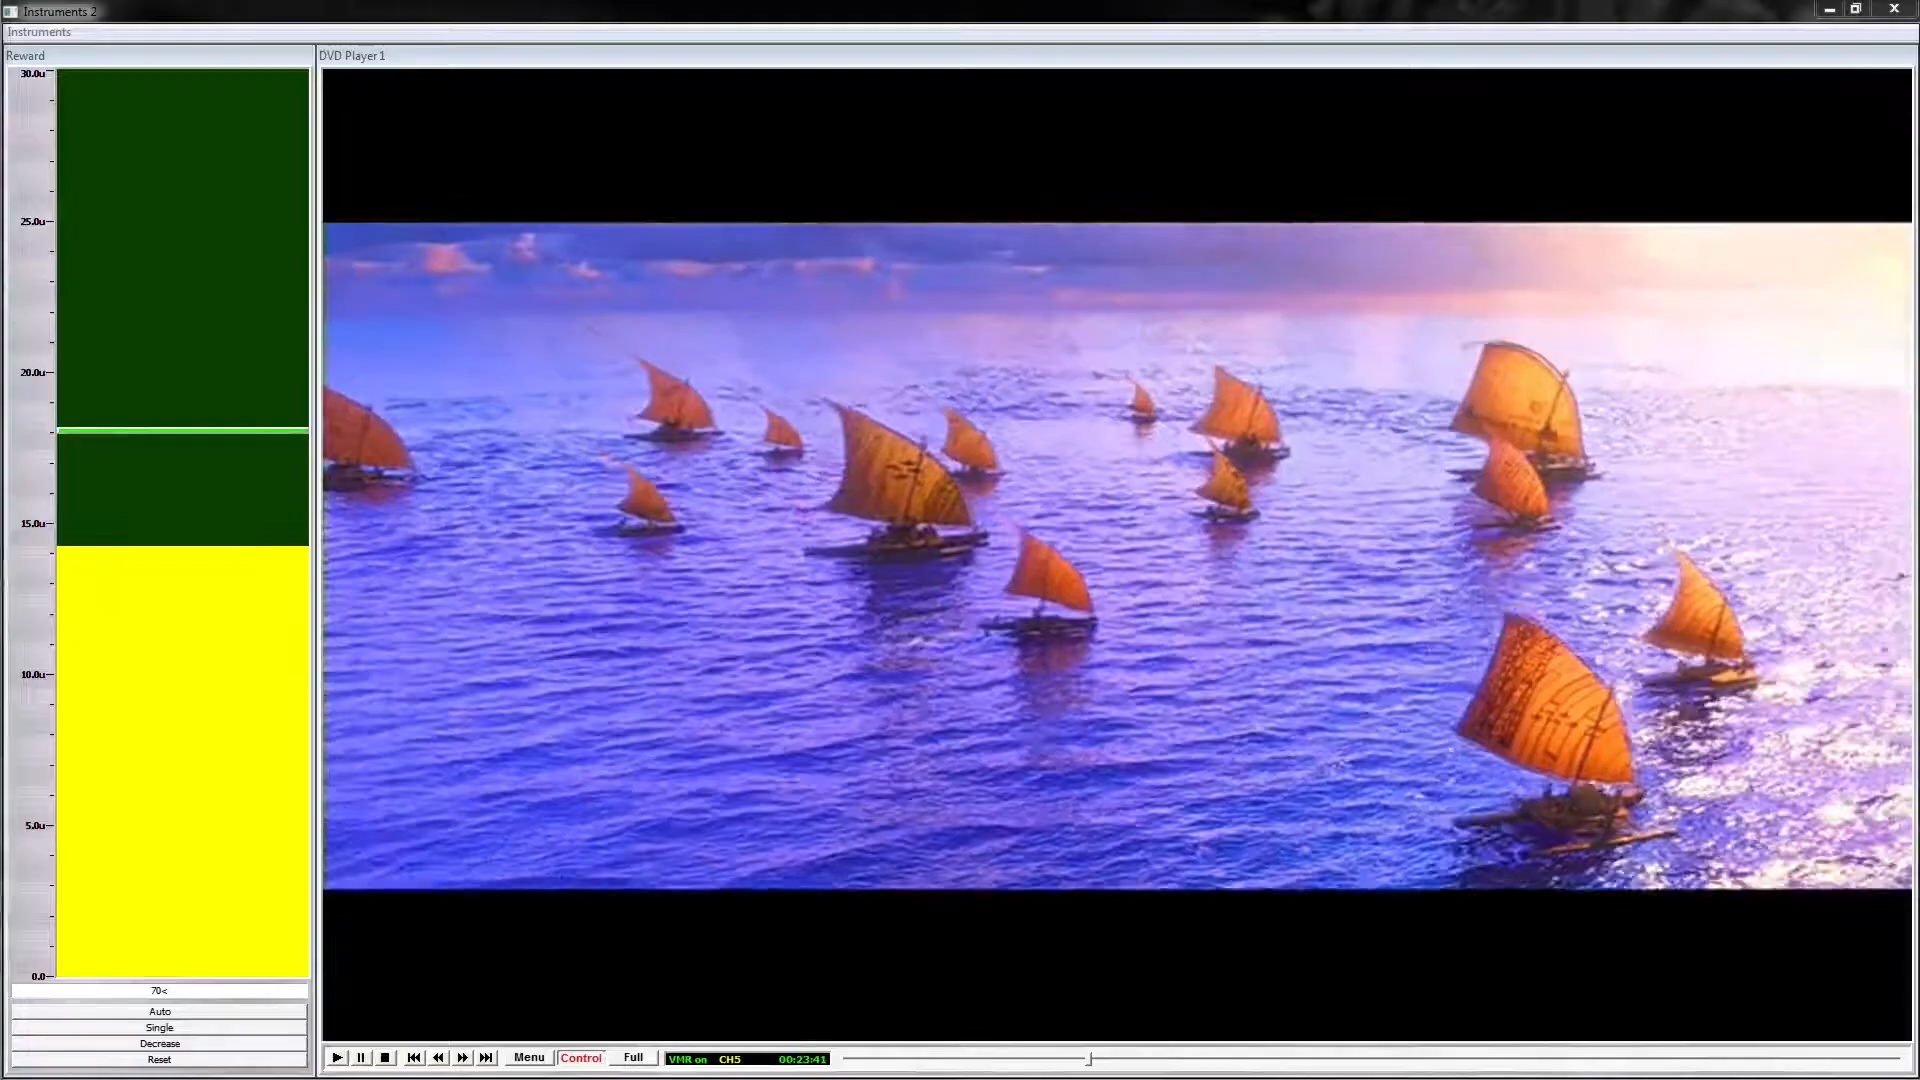 Instruments 2
Instruments
Reward
DVD Player 1
30.0u
25.0u
20.0u
15.0u
10.0u
5.0u
0.0
70<
Auto
Single
Decrease
Reset
Menu Control Full VMR on CH5 00:23:41